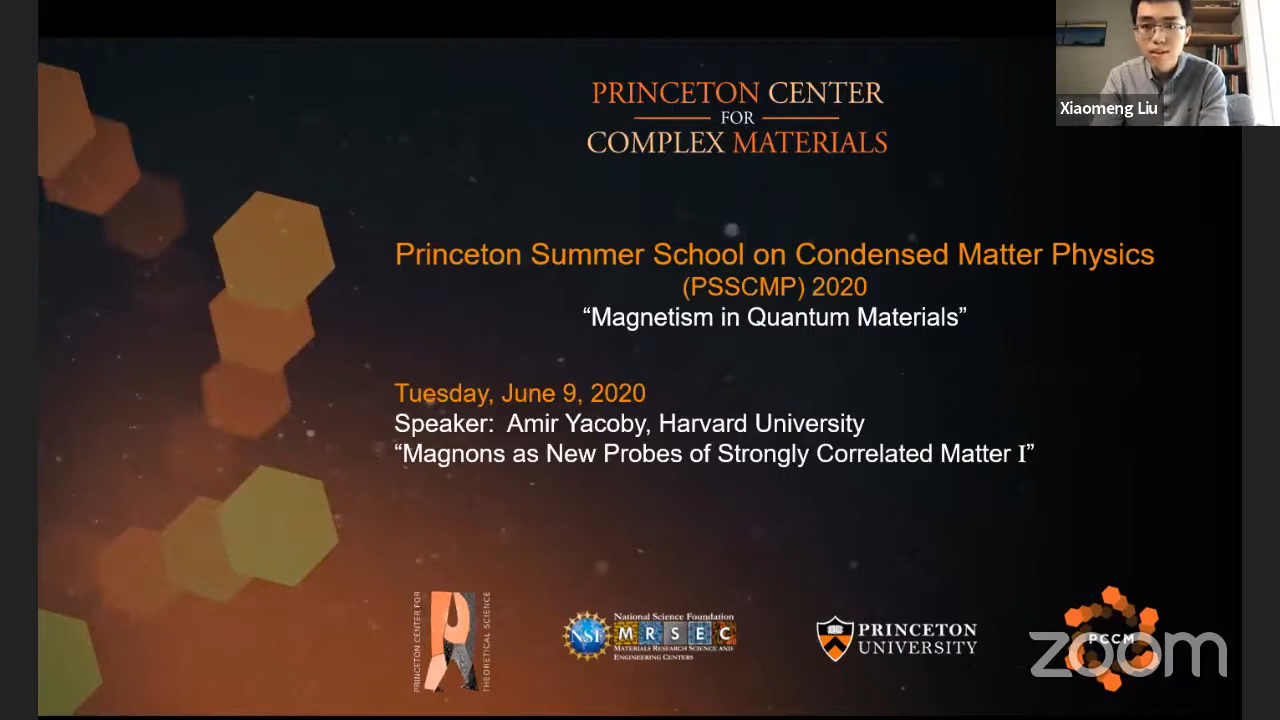 Xiaomeng Liu
PRINCETON CENTER
FOR
COMPLEX MATERIALS
Princeton Summer School on Condensed Matter Physics
(PSSCMP) 2020
“Magnetism in Quantum Materials”
Tuesday, June 9, 2020
Speaker: Amir Yacoby, Harvard University
“Magnons as New Probes of Strongly Correlated Matter I”
PRINCETON CENTER FOR
THEORETICAL SCIENCE
NSF
National Science Foundation
MRSEC
MATERIALS RESEARCH SCIENCE AND
ENGINEERING CENTERS
PRINCETON
UNIVERSITY
PCCM
zoom